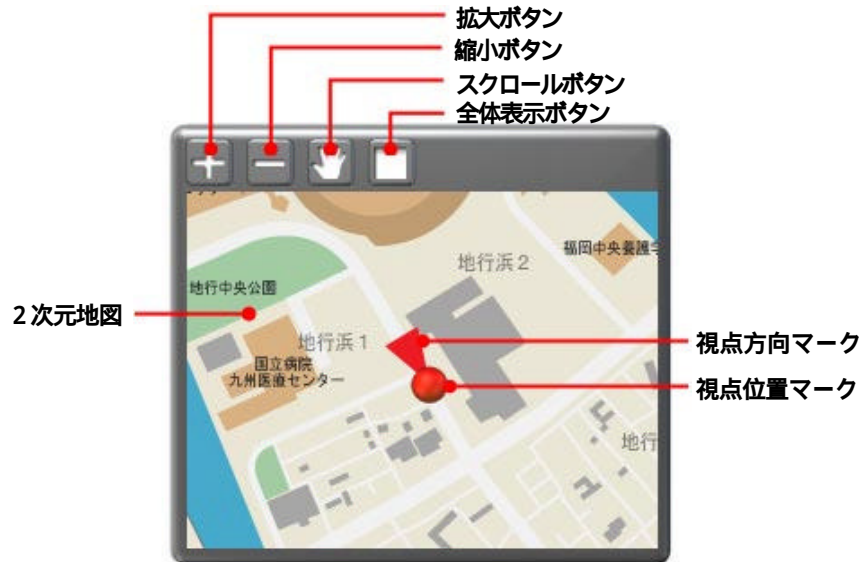 拡大ボタン
縮小ボタン
スクロールボタン
全体表示ボタン
福岡中央養護学
地行浜2
地行中央公園
2次元地図
地行浜1
視点方向マーク
国立病院
九州医療センター
視点位置マーク
地行